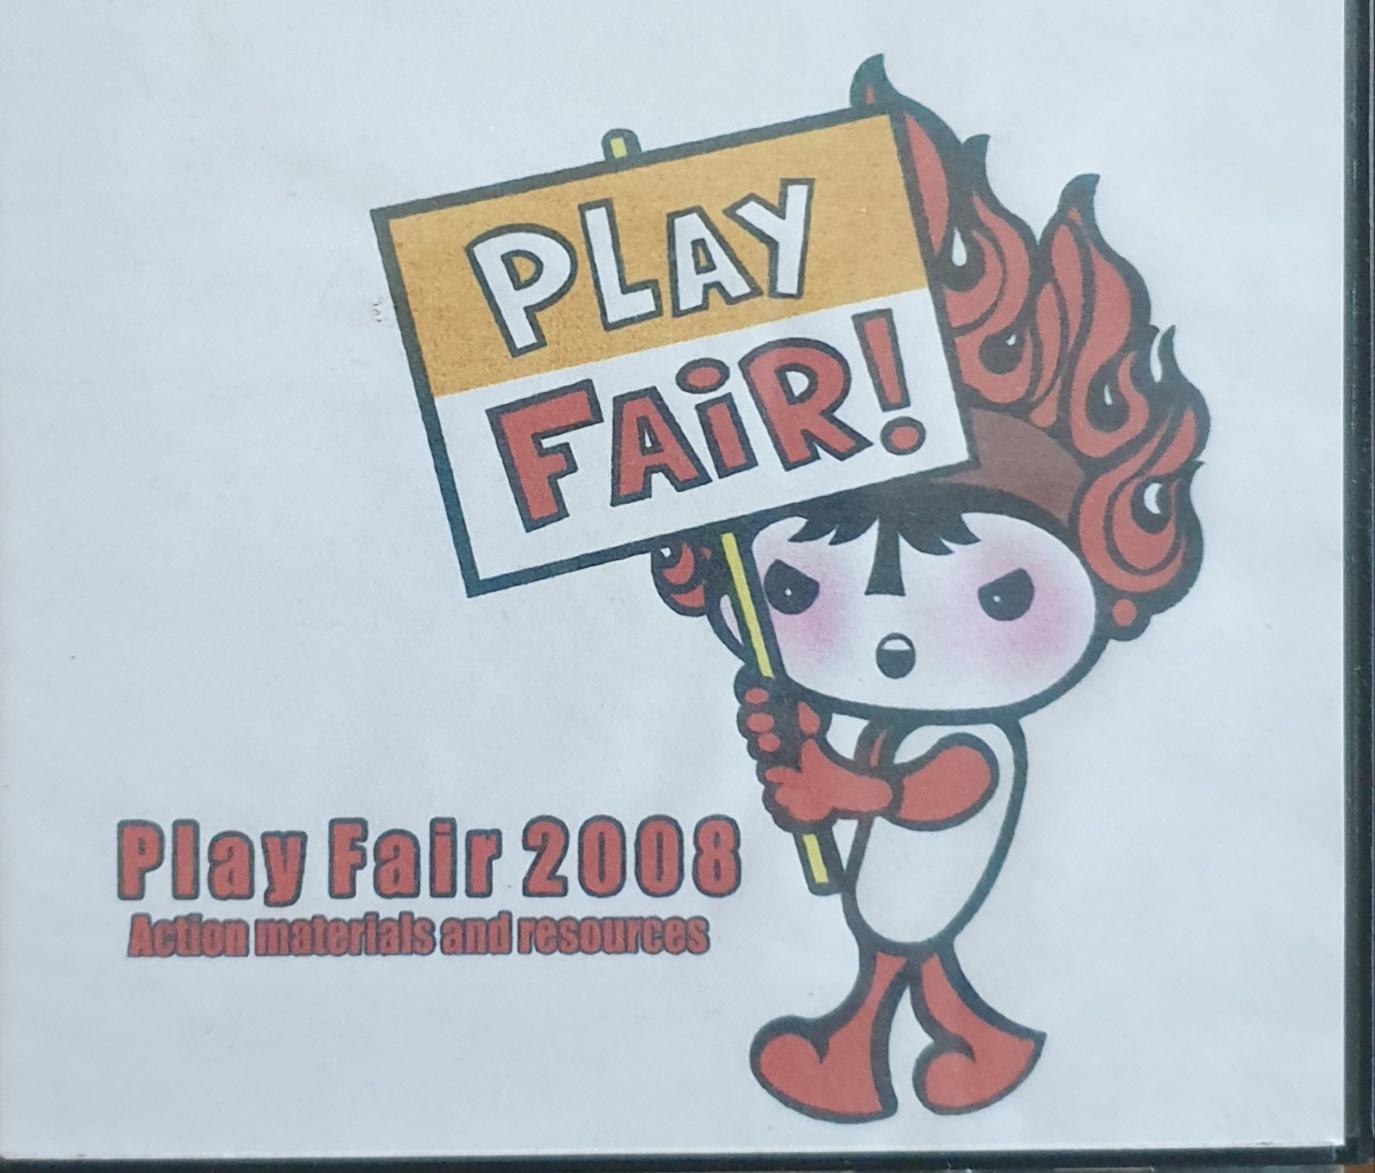 PLAY
FAiR!
Play Fair 2008
Action materials and resources